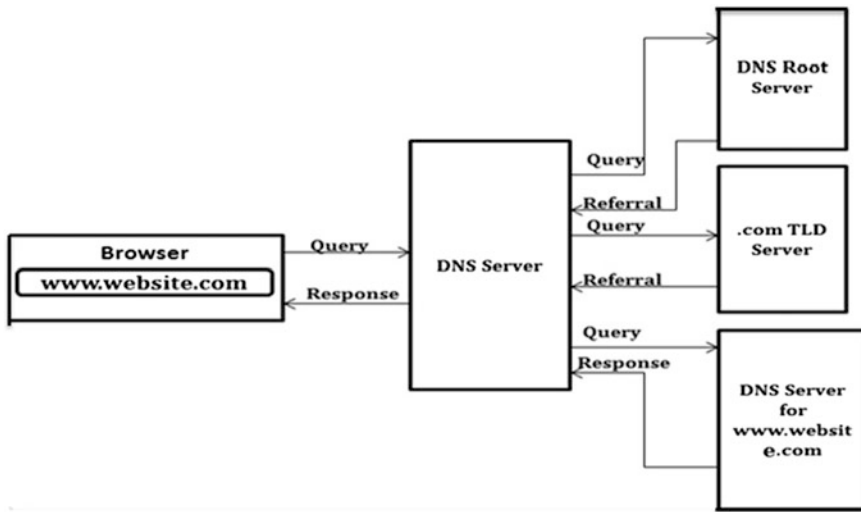 Browser
www.website.com
Query
Response
DNS Server
Query
Referral
Query
Referral
Query
Response
DNS Root
Server
.com TLD
Server
DNS Server
for
www.websit
e.com